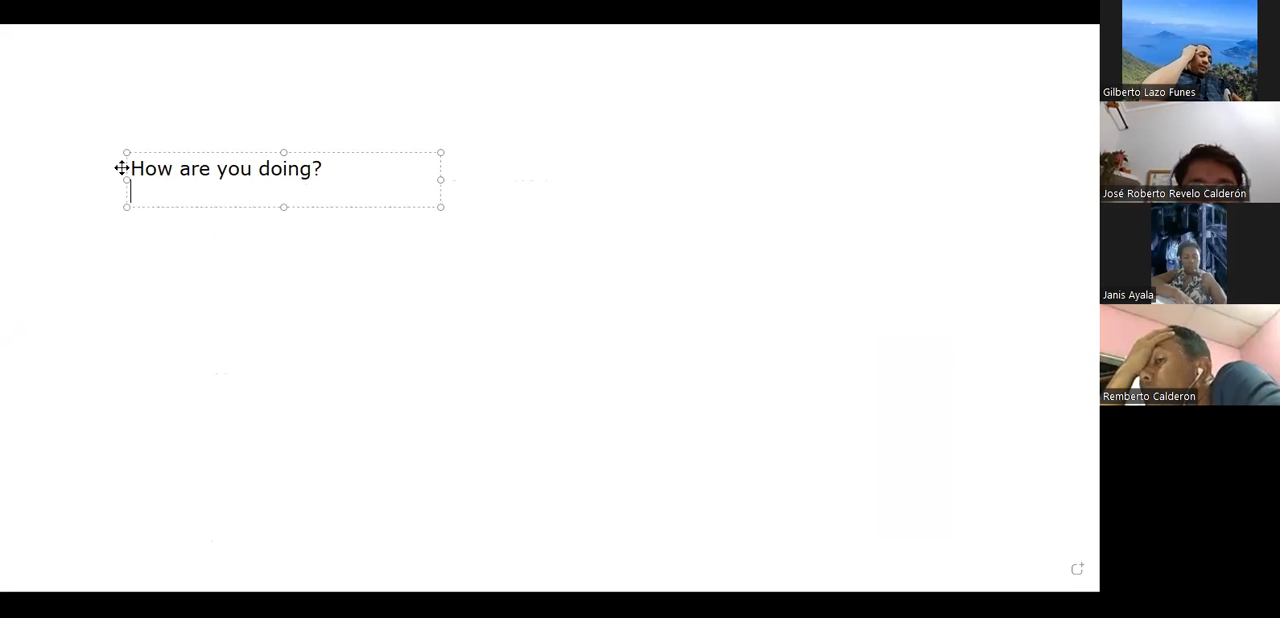 How are you doing?
Gilberto Lazo Funes
José Roberto Revelo Calderón
Janis Ayala
Remberto Calderon